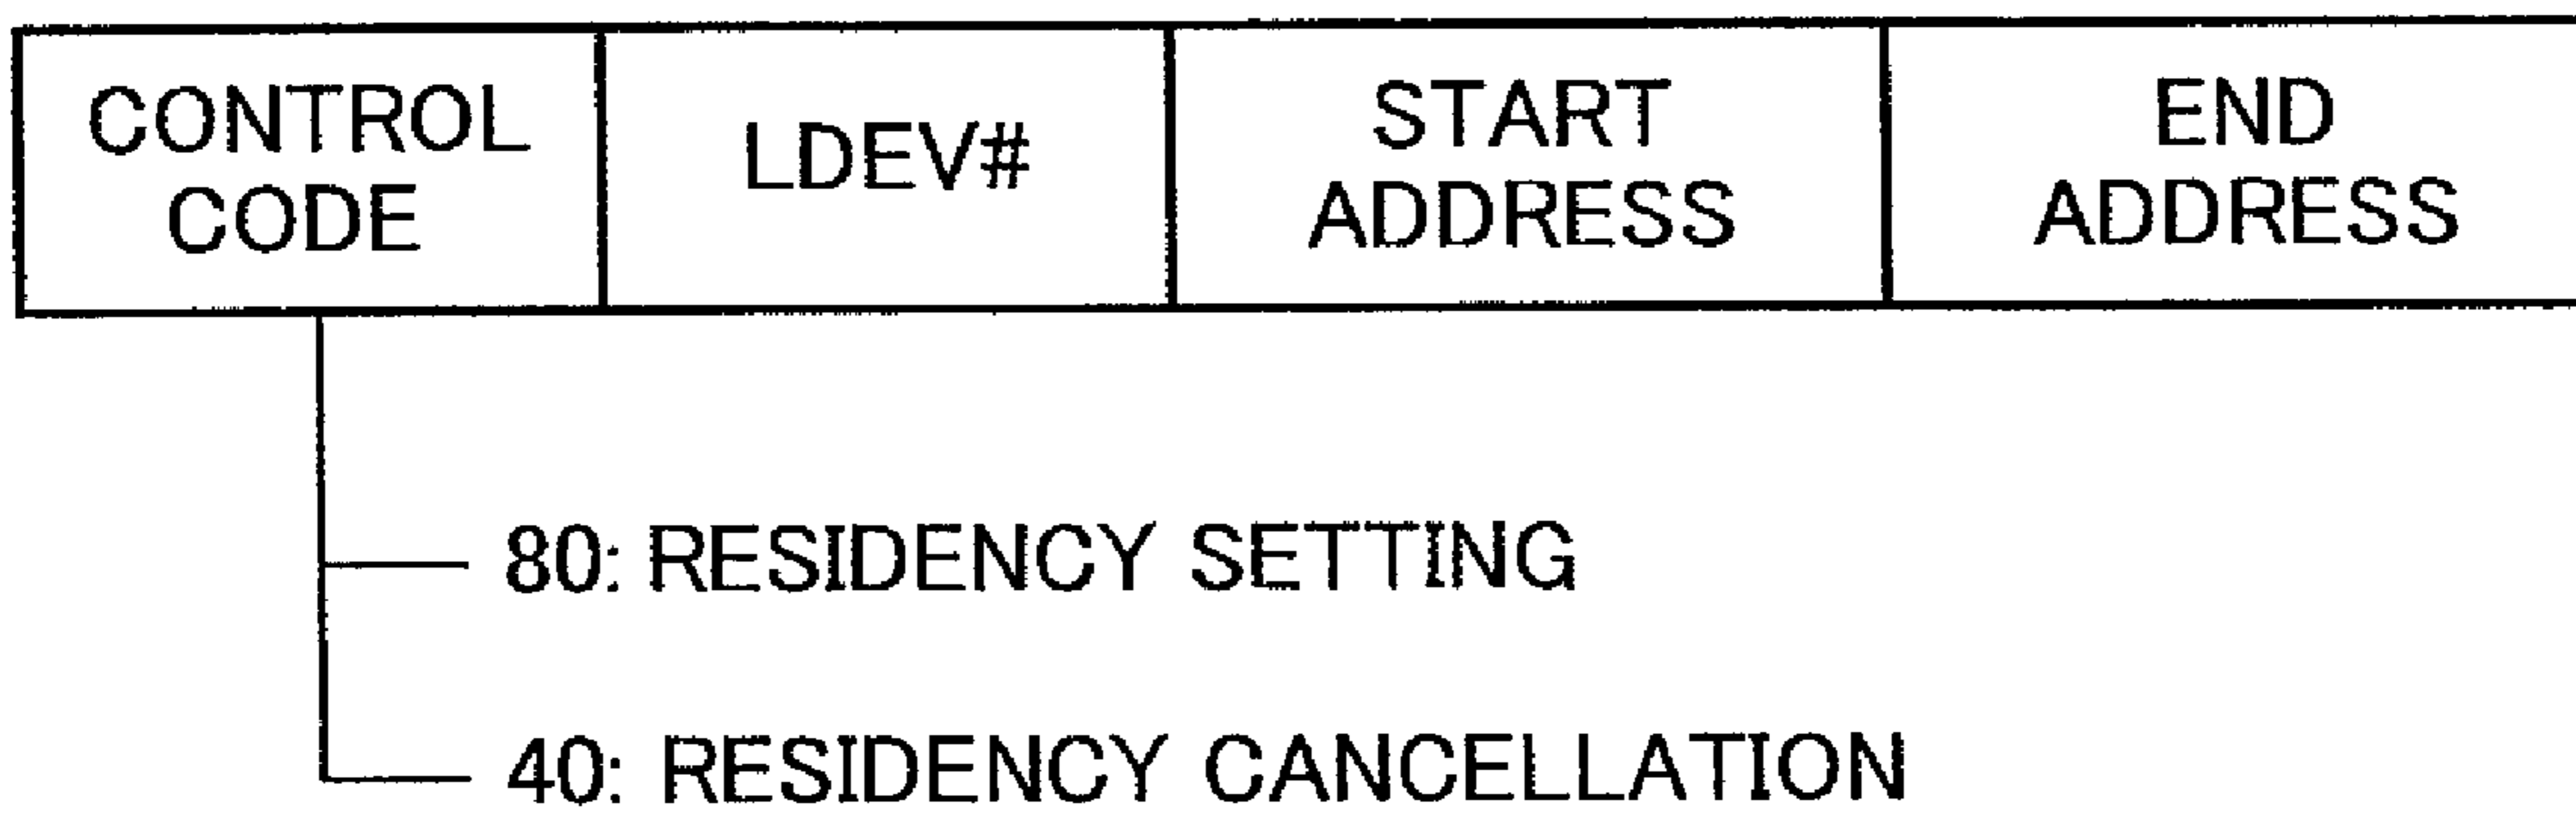 CONTROL
CODE
LDEV#
START
ADDRESS
END
ADDRESS
80: RESIDENCY SETTING
40: RESIDENCY CANCELLATION